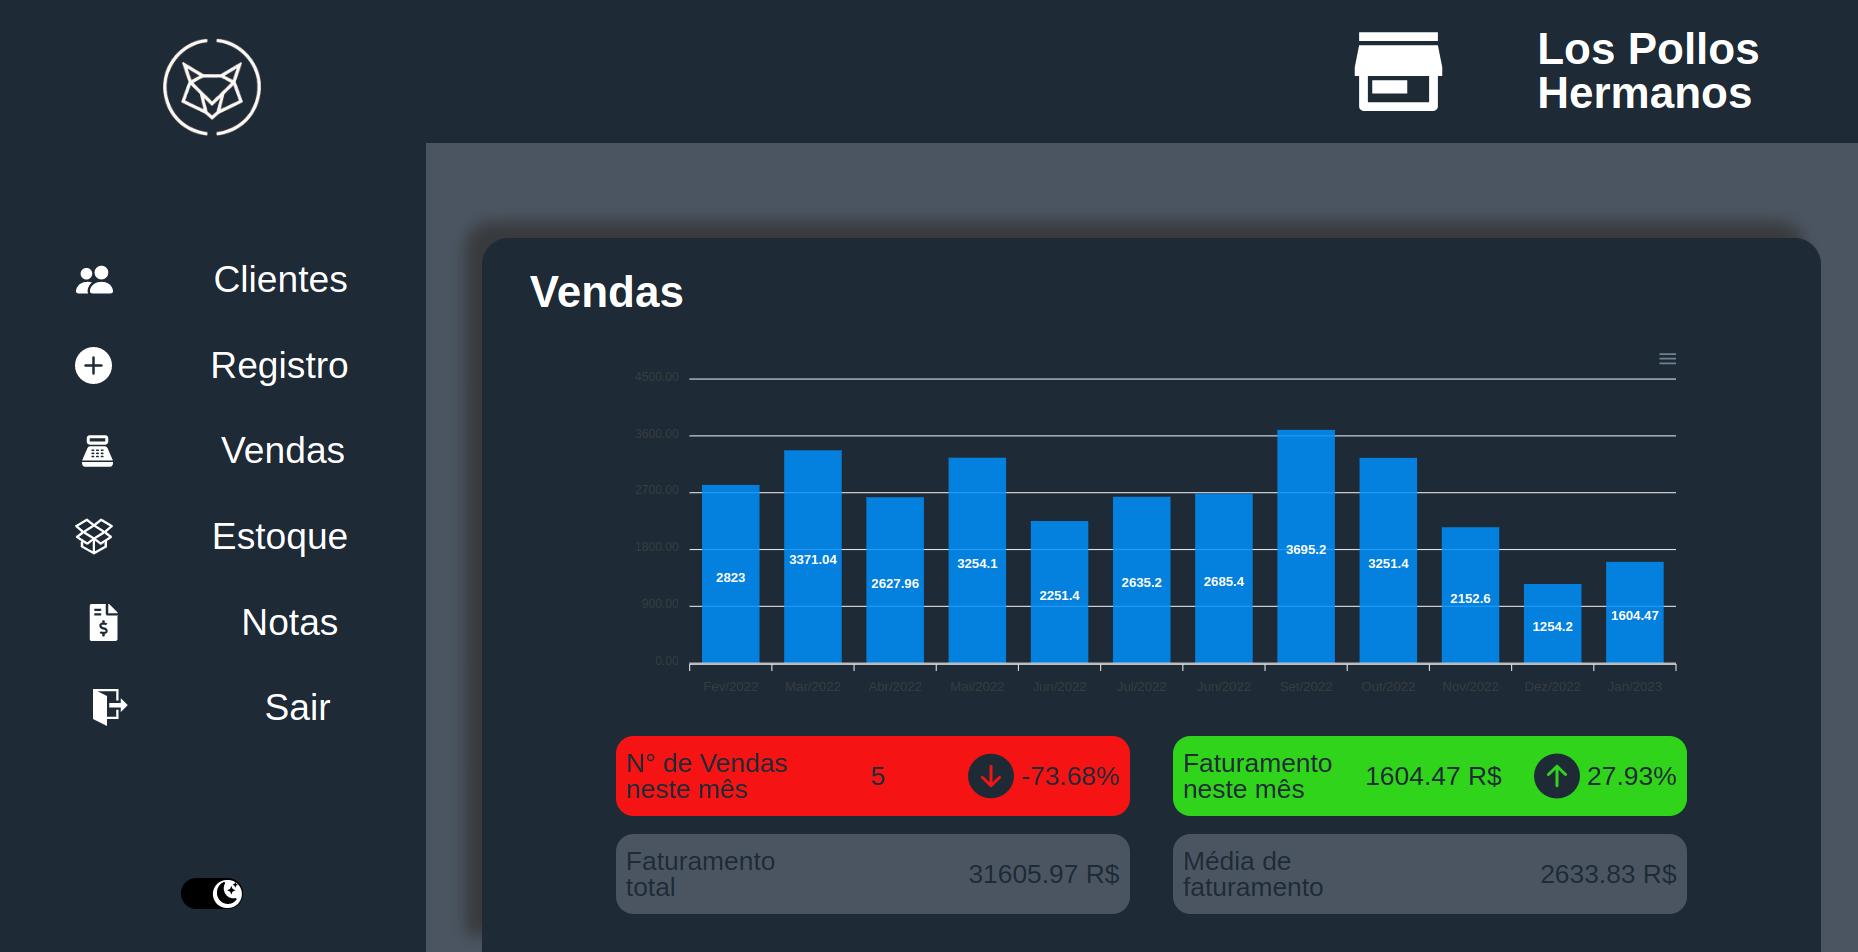 Los Pollos
Hermanos
Clientes
Registro
Vendas
Estoque
Notas
Sair
Vendas
4500.00
3600.00
2700.00
1800.00
900.00
0.00
2823
3371.04
2627.96
3254.1
2251.4
2635.2
2685.4
3695.2
3251.4
2152.6
1254.2
1604.47
Fev/2022
Mar/2022
Abr/2022
Mai/2022
Jun/2022
Jul/2022
Jun/2022
Set/2022
Out/2022
Nov/2022
Dez/2022
Jan/2023
N° de Vendas
neste mês
5
-73.68%
Faturamento
neste mês
1604.47 R$
27.93%
Faturamento
total
31605.97 R$
Média de
faturamento
2633.83 R$